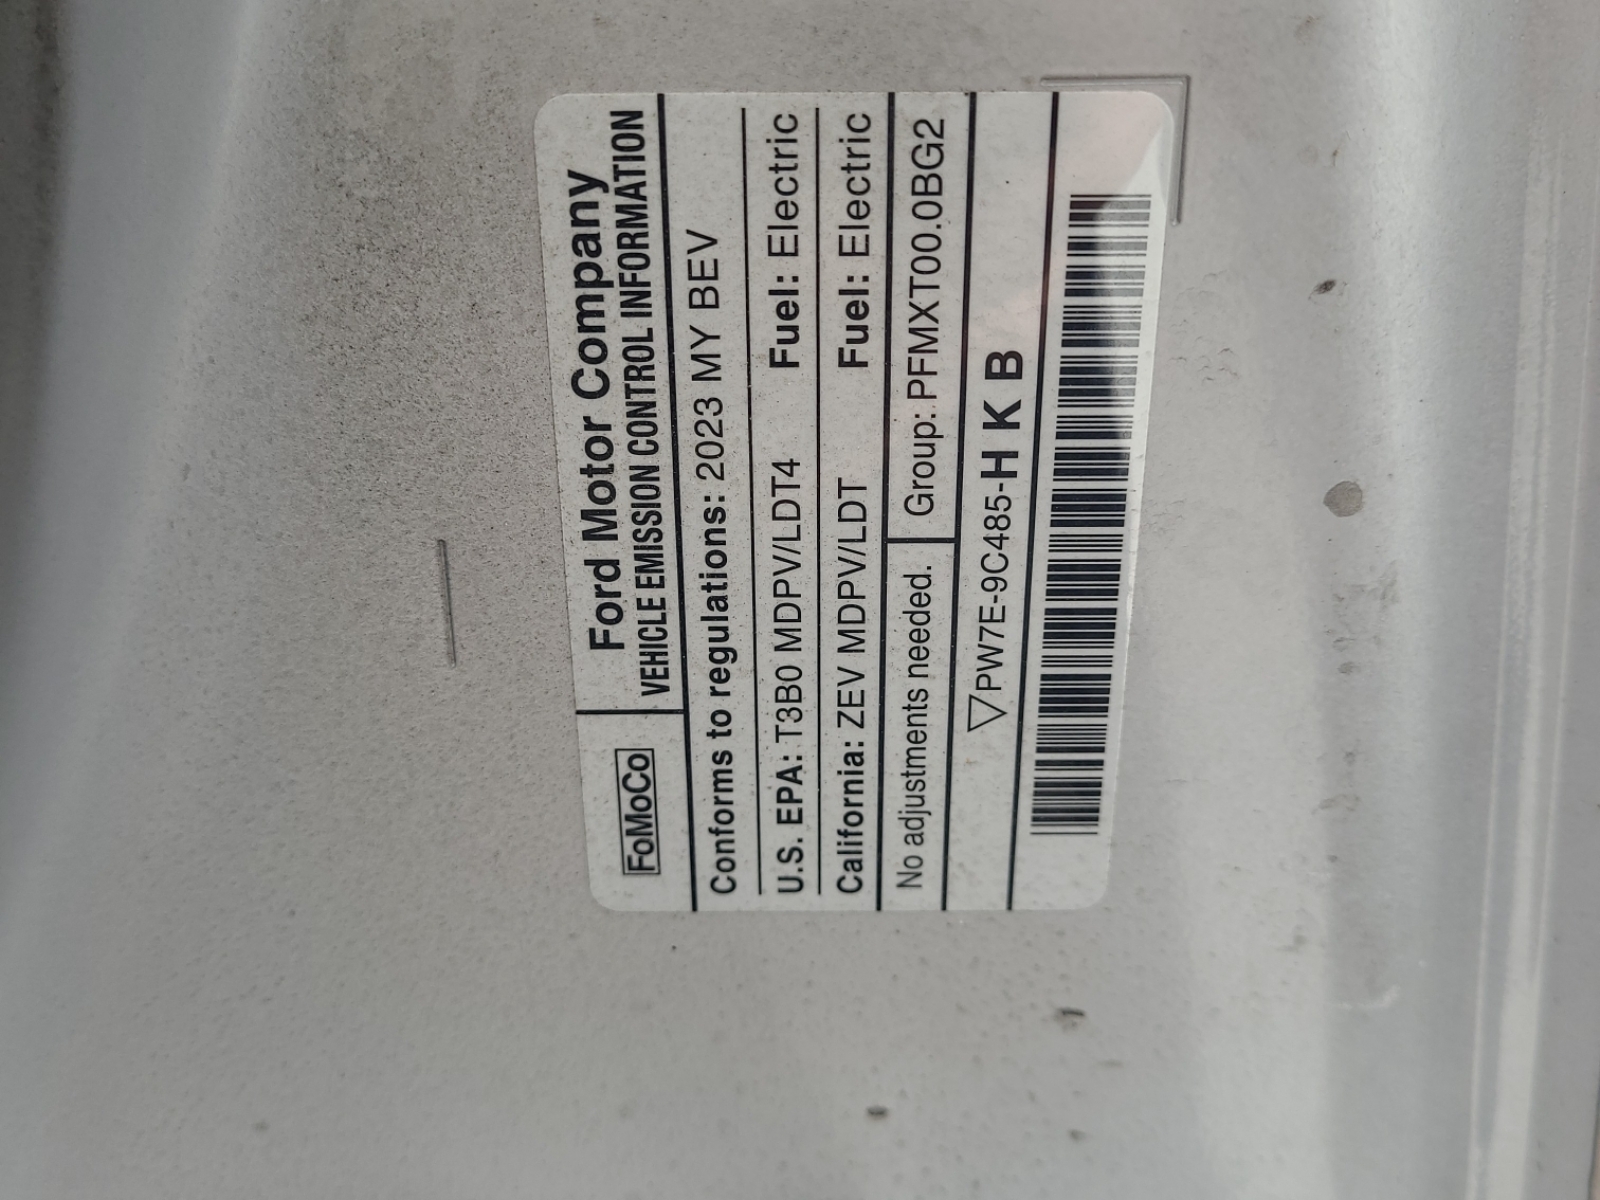 FoMoCo
Ford Motor Company
VEHICLE EMISSION CONTROL INFORMATION
Conforms to regulations: 2023 MY BEV
U.S. EPA: T3B0 MDPV/LDT4 Fuel: Electric
California: ZEV MDPV/LDT Fuel: Electric
No adjustments needed. Group: PFMXT00.0BG2
▽PW7E-9C485-H K B